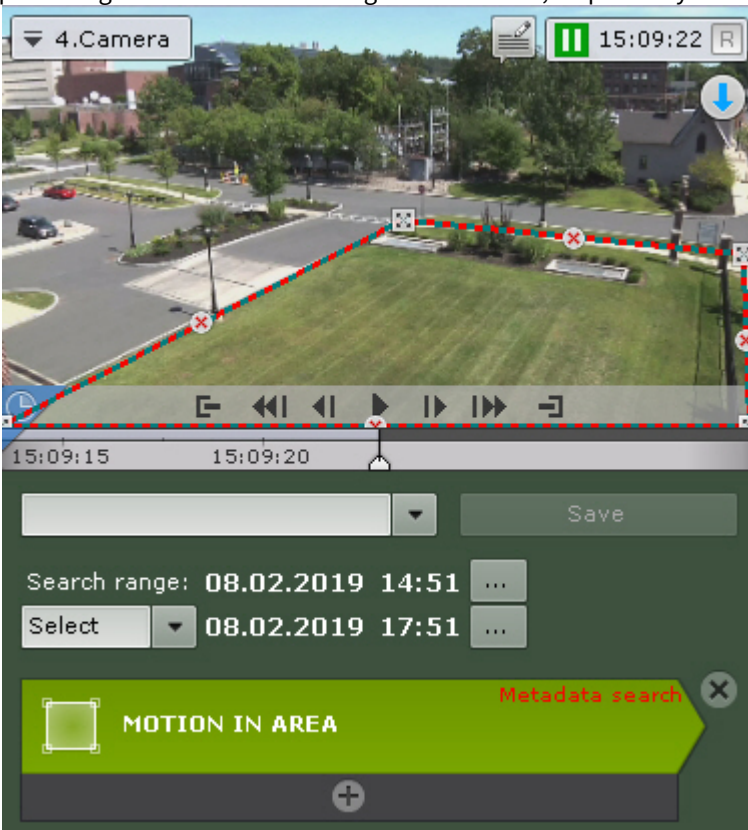 4.Camera
15:09:22 R
15:09:15 15:09:20
Save
Search range: 08.02.2019 14:51 ...
Select 08.02.2019 17:51 ...
Metadata search
MOTION IN AREA